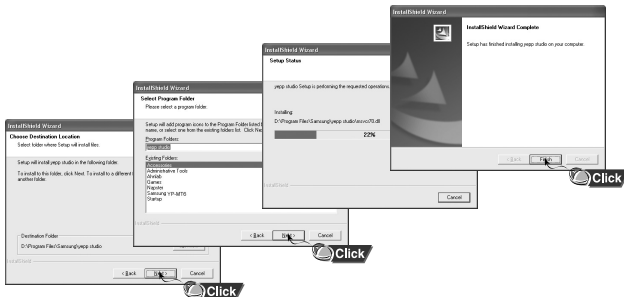 InstallShield Wizard
Choose Destination Location
Select folder where Setup will install files.
Setup will install yepp studio in the following folder.
To install to this folder, click Next. To install to a different
another folder.
Destination Folder
D:\Program Files\Samsung\yepp studio
InstallShield
< Back
Next >
Cancel
Click
InstallShield Wizard
Select Program Folder
Please select a program folder.
Setup will add program icons to the Program Folder listed
name, or select one from the existing folders list. Click Nex
Program Folders:
yepp studio
Existing Folders:
Accessories
Administrative Tools
Ahnlab
Games
Napster
Samsung YP-MT6
Startup
InstallShield
< Back
Next >
Cancel
Click
InstallShield Wizard
Setup Status
yepp studio Setup is performing the requested operations.
Installing:
D:\Program Files\Samsung\yepp studio\msvcr70.dll
22%
InstallShield
Cancel
InstallShield Wizard
InstallShield Wizard Complete
Setup has finished installing yepp studio on your computer.
< Back
Finish
Cancel
Click